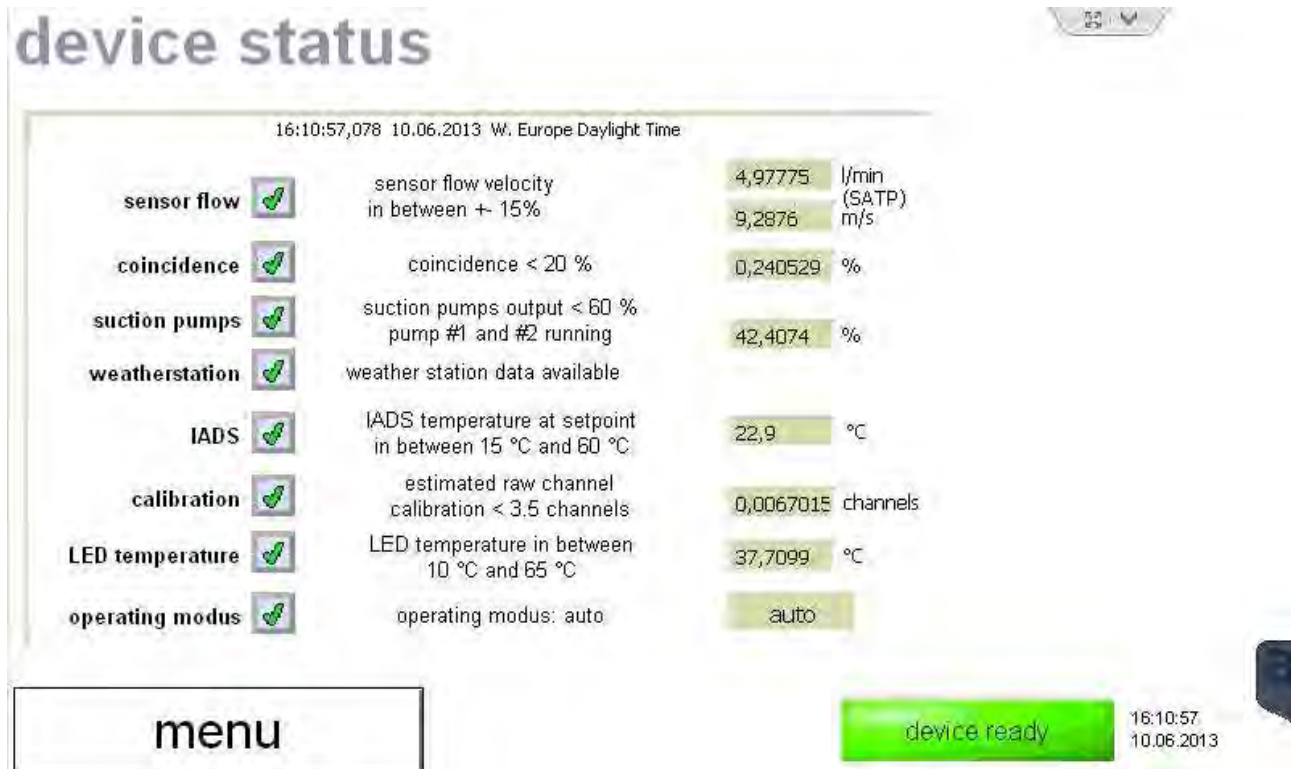 device status
16:10:57,078 10.06.2013 W. Europe Daylight Time
sensor flow
sensor flow velocity
in between +- 15%
4,97775 l/min
(SATP)
9,2876 m/s
coincidence
coincidence < 20 %
0,240529 %
suction pumps
suction pumps output < 60 %
pump #1 and #2 running
42,4074 %
weatherstation
weather station data available
IADS
IADS temperature at setpoint
in between 15 °C and 60 °C
22,9 °C
calibration
estimated raw channel
calibration < 3.5 channels
0,0067015 channels
LED temperature
LED temperature in between
10 °C and 65 °C
37,7099 °C
operating modus
operating modus: auto
auto
menu
device ready
16:10:57
10.06.2013